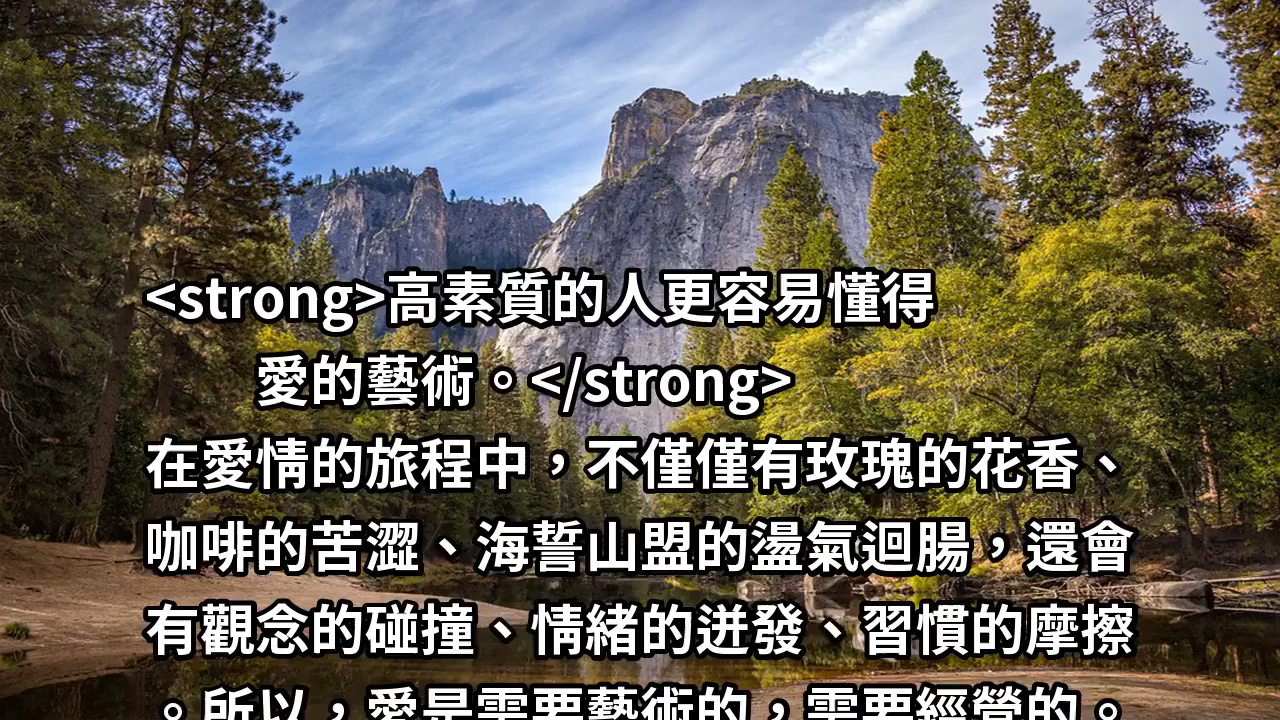 <strong>高素質的人更容易懂得
愛的藝術。</strong>
在愛情的旅程中，不僅僅有玫瑰的花香、
咖啡的苦澀、海誓山盟的盪氣迴腸，還會
有觀念的碰撞、情緒的迸發、習慣的摩擦
。所以，愛是需要藝術的，需要經營的。